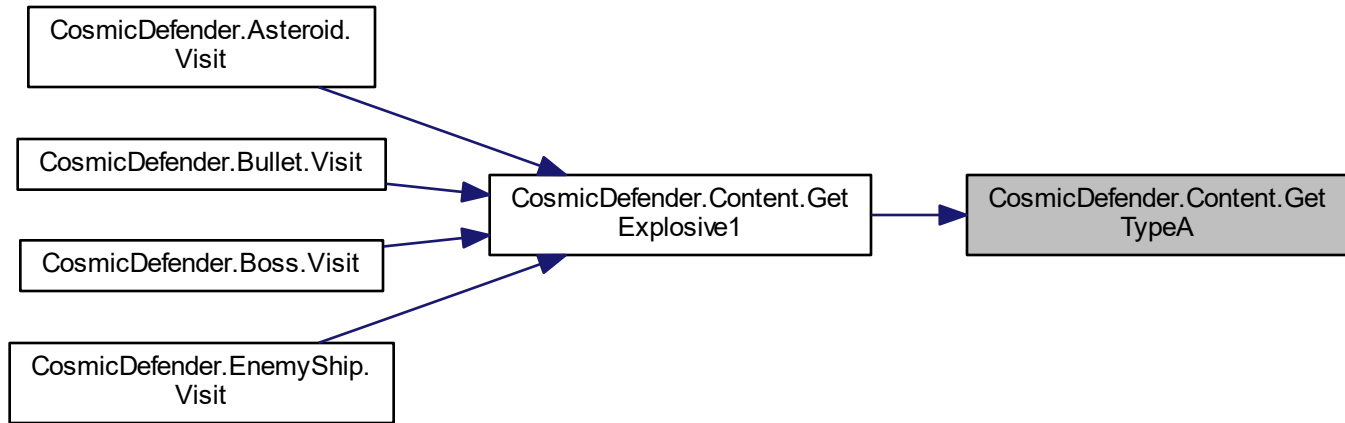 CosmicDefender.Asteroid.
Visit
CosmicDefender.Bullet.Visit
CosmicDefender.Boss.Visit
CosmicDefender.EnemyShip.
Visit
CosmicDefender.Content.Get
Explosive1
CosmicDefender.Content.Get
TypeA